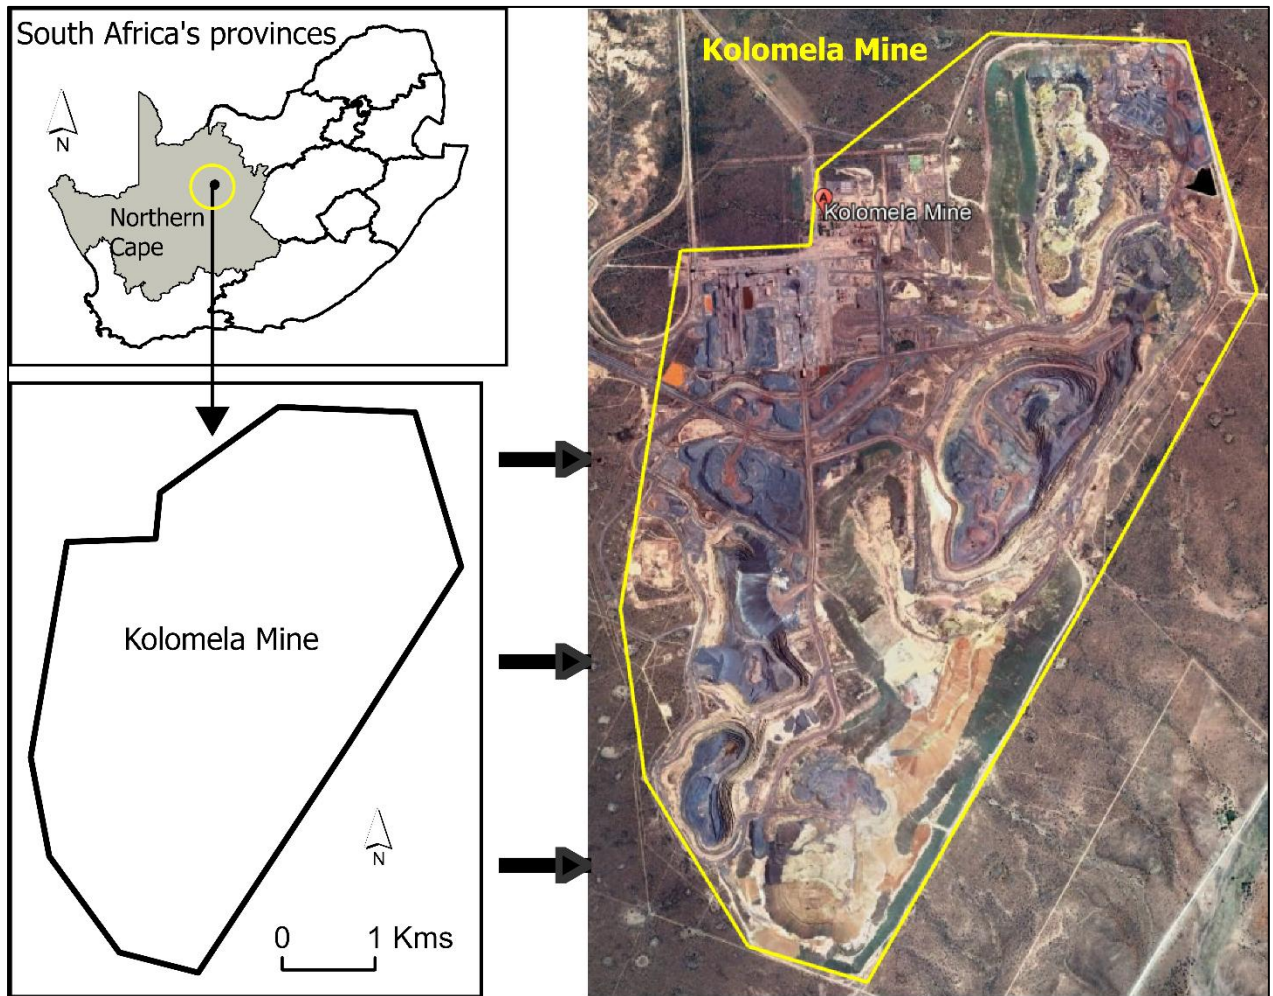 South Africa's provinces
N
Northern
Cape
Kolomela Mine
N
0 1 Kms
Kolomela Mine
A
Kolomela Mine